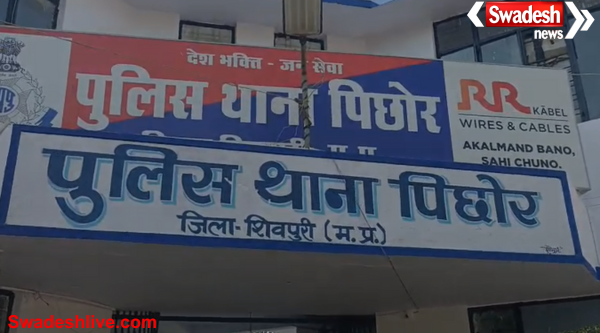 Swadesh
news
देश भक्ति - जन सेवा
पुलिस थाना पिछोर
RR
KABEL
WIRES & CABLES
AKALMAND BANO,
SAHI CHUNO.
पुलिस थाना पिछोर
जिला-शिवपुरी (म.प्र.)
Swadeshlive.com